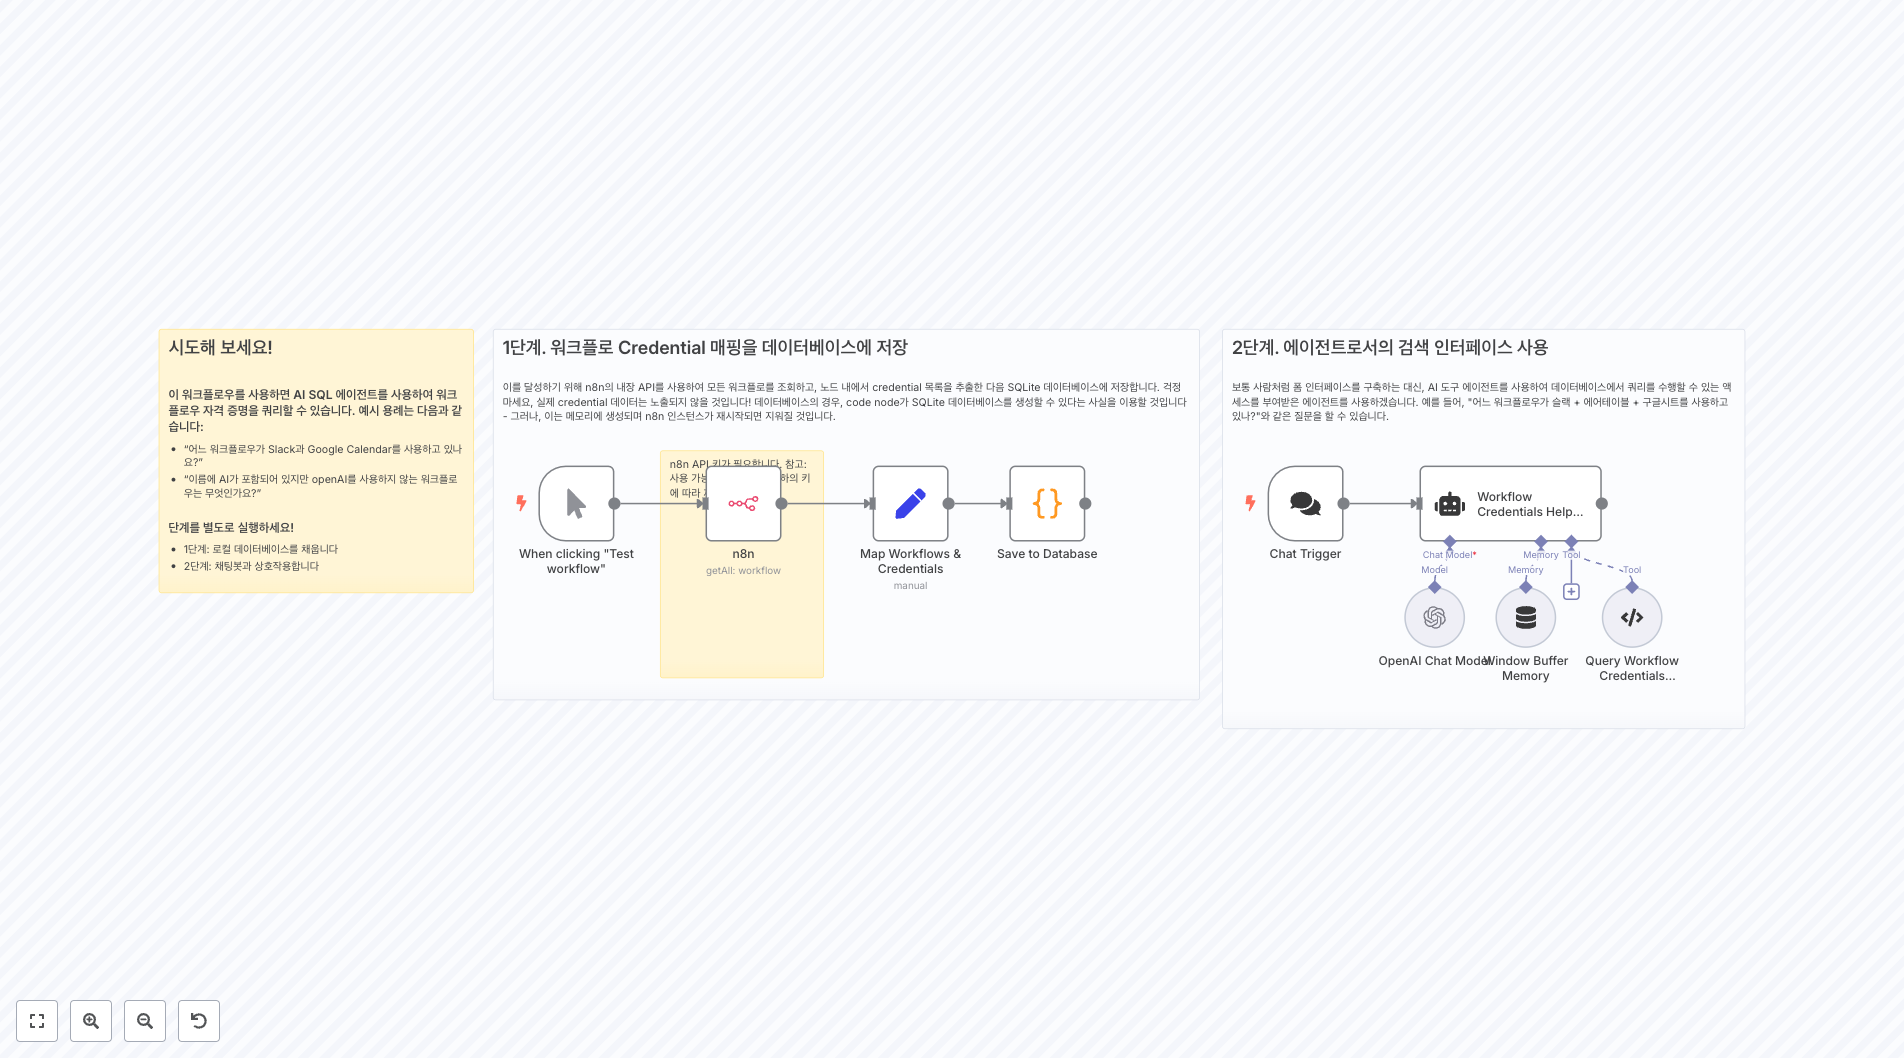 시도해 보세요!
이 워크플로우를 사용하면 AI SQL 에이전트를 사용하여 워크
플로우 자격 증명을 쿼리할 수 있습니다. 예시 용례는 다음과 같
습니다:
“어느 워크플로우가 Slack과 Google Calendar를 사용하고 있나
요?”
“이름에 AI가 포함되어 있지만 openAI를 사용하지 않는 워크플로
우는 무엇인가요?”
단계를 별도로 실행하세요!
1단계: 로컬 데이터베이스를 채웁니다
2단계: 채팅봇과 상호작용합니다
1단계. 워크플로 Credential 매핑을 데이터베이스에 저장
이를 달성하기 위해 n8n의 내장 API를 사용하여 모든 워크플로를 조회하고, 노드 내에서 credential 목록을 추출한 다음 SQLite 데이터베이스에 저장합니다. 걱정
마세요, 실제 credential 데이터는 노출되지 않을 것입니다! 데이터베이스의 경우, code node가 SQLite 데이터베이스를 생성할 수 있다는 사실을 이용할 것입니다
- 그러나, 이는 메모리에 생성되며 n8n 인스턴스가 재시작되면 지워질 것입니다.
n8n API 키가 필요합니다. 참고:
사용 가능 하의 키
에 따라
When clicking "Test
workflow"
n8n
getAll: workflow
Map Workflows &
Credentials
manual
Save to Database
2단계. 에이전트로서의 검색 인터페이스 사용
보통 사람처럼 폼 인터페이스를 구축하는 대신, AI 도구 에이전트를 사용하여 데이터베이스에서 쿼리를 수행할 수 있는 액
세스를 부여받은 에이전트를 사용하겠습니다. 예를 들어, "어느 워크플로우가 슬랙 + 에어테이블 + 구글시트를 사용하고
있나?"와 같은 질문을 할 수 있습니다.
Chat Trigger
Workflow
Credentials Help...
Chat Model*
Memory
Tool
Model
Memory
Tool
OpenAI Chat Model
Window Buffer
Memory
Query Workflow
Credentials...